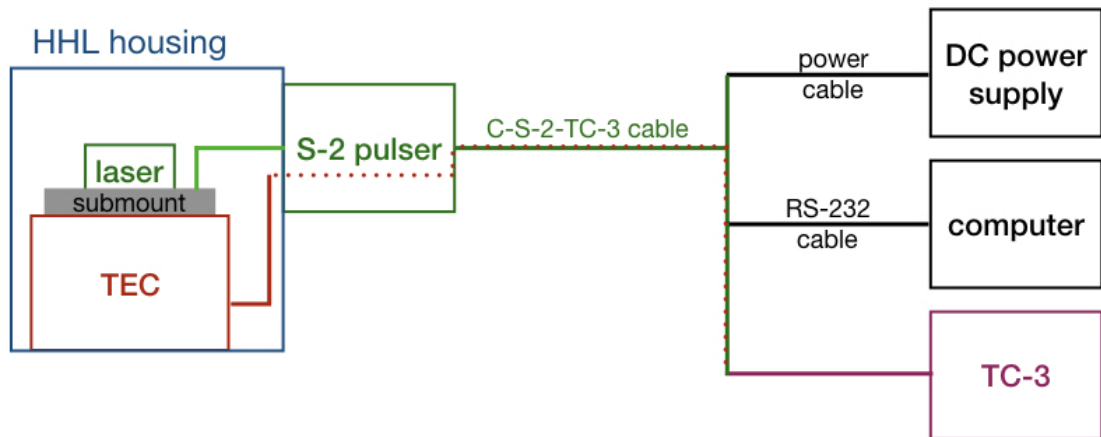 HHL housing
laser
submount
TEC
S-2 pulser
C-S-2-TC-3 cable
power
cable
DC power
supply
RS-232
cable
computer
TC-3